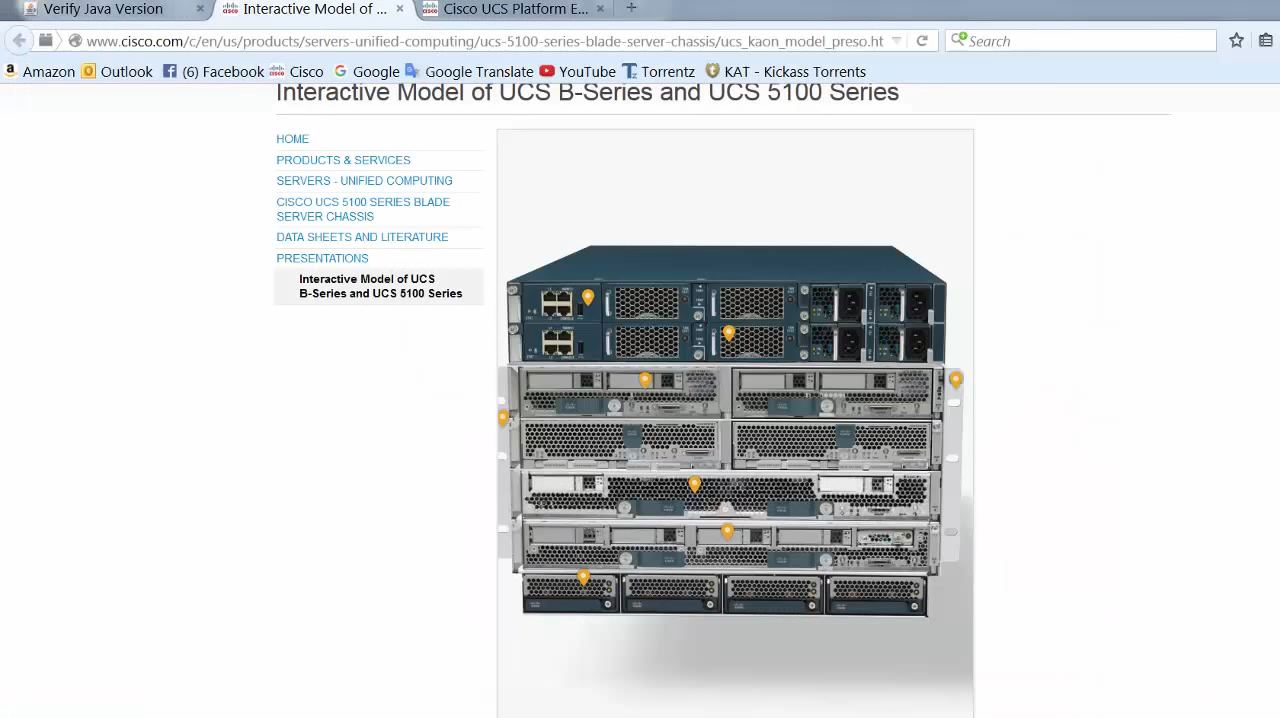 Verify Java Version
Interactive Model of ...
Cisco UCS Platform E...
www.cisco.com/c/en/us/products/servers-unified-computing/ucs-5100-series-blade-server-chassis/ucs_kaon_model_preso.ht
Search
Amazon Outlook (6) Facebook Cisco Google Google Translate YouTube Torrentz KAT - Kickass Torrents
Interactive Model of UCS B-Series and UCS 5100 Series
HOME
PRODUCTS & SERVICES
SERVERS - UNIFIED COMPUTING
CISCO UCS 5100 SERIES BLADE
SERVER CHASSIS
DATA SHEETS AND LITERATURE
PRESENTATIONS
Interactive Model of UCS
B-Series and UCS 5100 Series